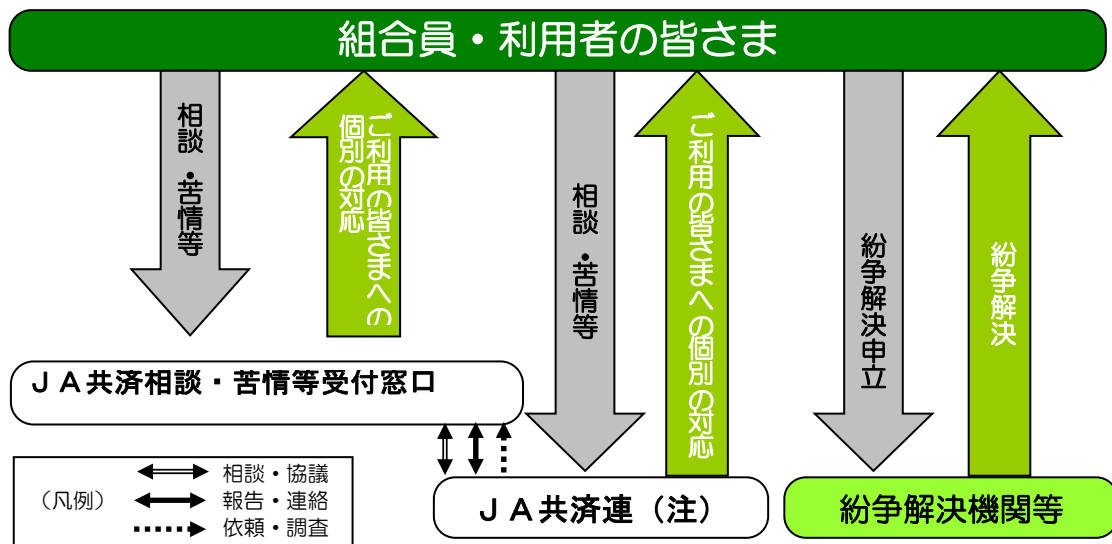 組合員・利用者の皆さま
相談・苦情等
ご利用の皆さまへの
個別の対応
相談・苦情等
ご利用の皆さまへの個別の対応
紛争解決申立
紛争解決
ＪＡ共済相談・苦情等受付窓口
（凡例）
相談・協議
報告・連絡
依頼・調査
ＪＡ共済連（注）
紛争解決機関等